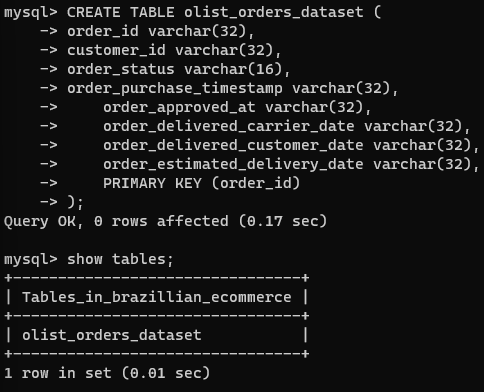 mysql> CREATE TABLE olist_orders_dataset (
    -> order_id varchar(32),
    -> customer_id varchar(32),
    -> order_status varchar(16),
    -> order_purchase_timestamp varchar(32),
    ->     order_approved_at varchar(32),
    ->     order_delivered_carrier_date varchar(32),
    ->     order_delivered_customer_date varchar(32),
    ->     order_estimated_delivery_date varchar(32),
    ->     PRIMARY KEY (order_id)
    -> );
Query OK, 0 rows affected (0.17 sec)

mysql> show tables;
+--------------------------------+
| Tables_in_brazillian_ecommerce |
+--------------------------------+
| olist_orders_dataset           |
+--------------------------------+
1 row in set (0.01 sec)